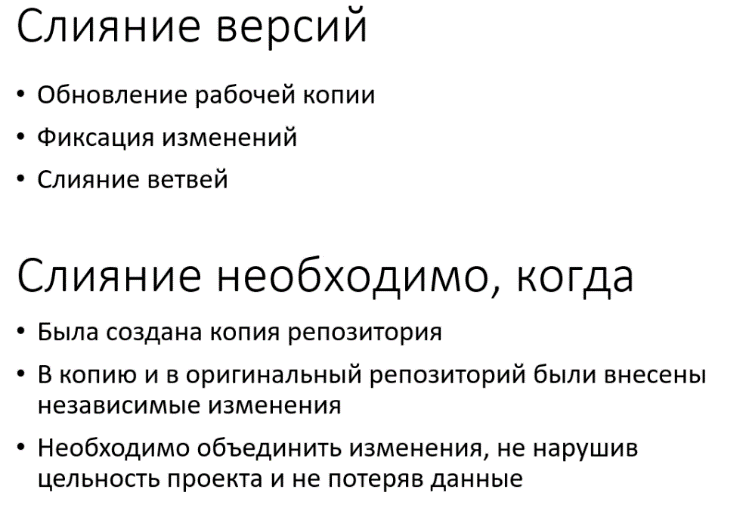 Слияние версий
• Обновление рабочей копии
• Фиксация изменений
• Слияние ветвей
Слияние необходимо, когда
• Была создана копия репозитория
• В копию и в оригинальный репозиторий были внесены
независимые изменения
• Необходимо объединить изменения, не нарушив
цельность проекта и не потеряв данные